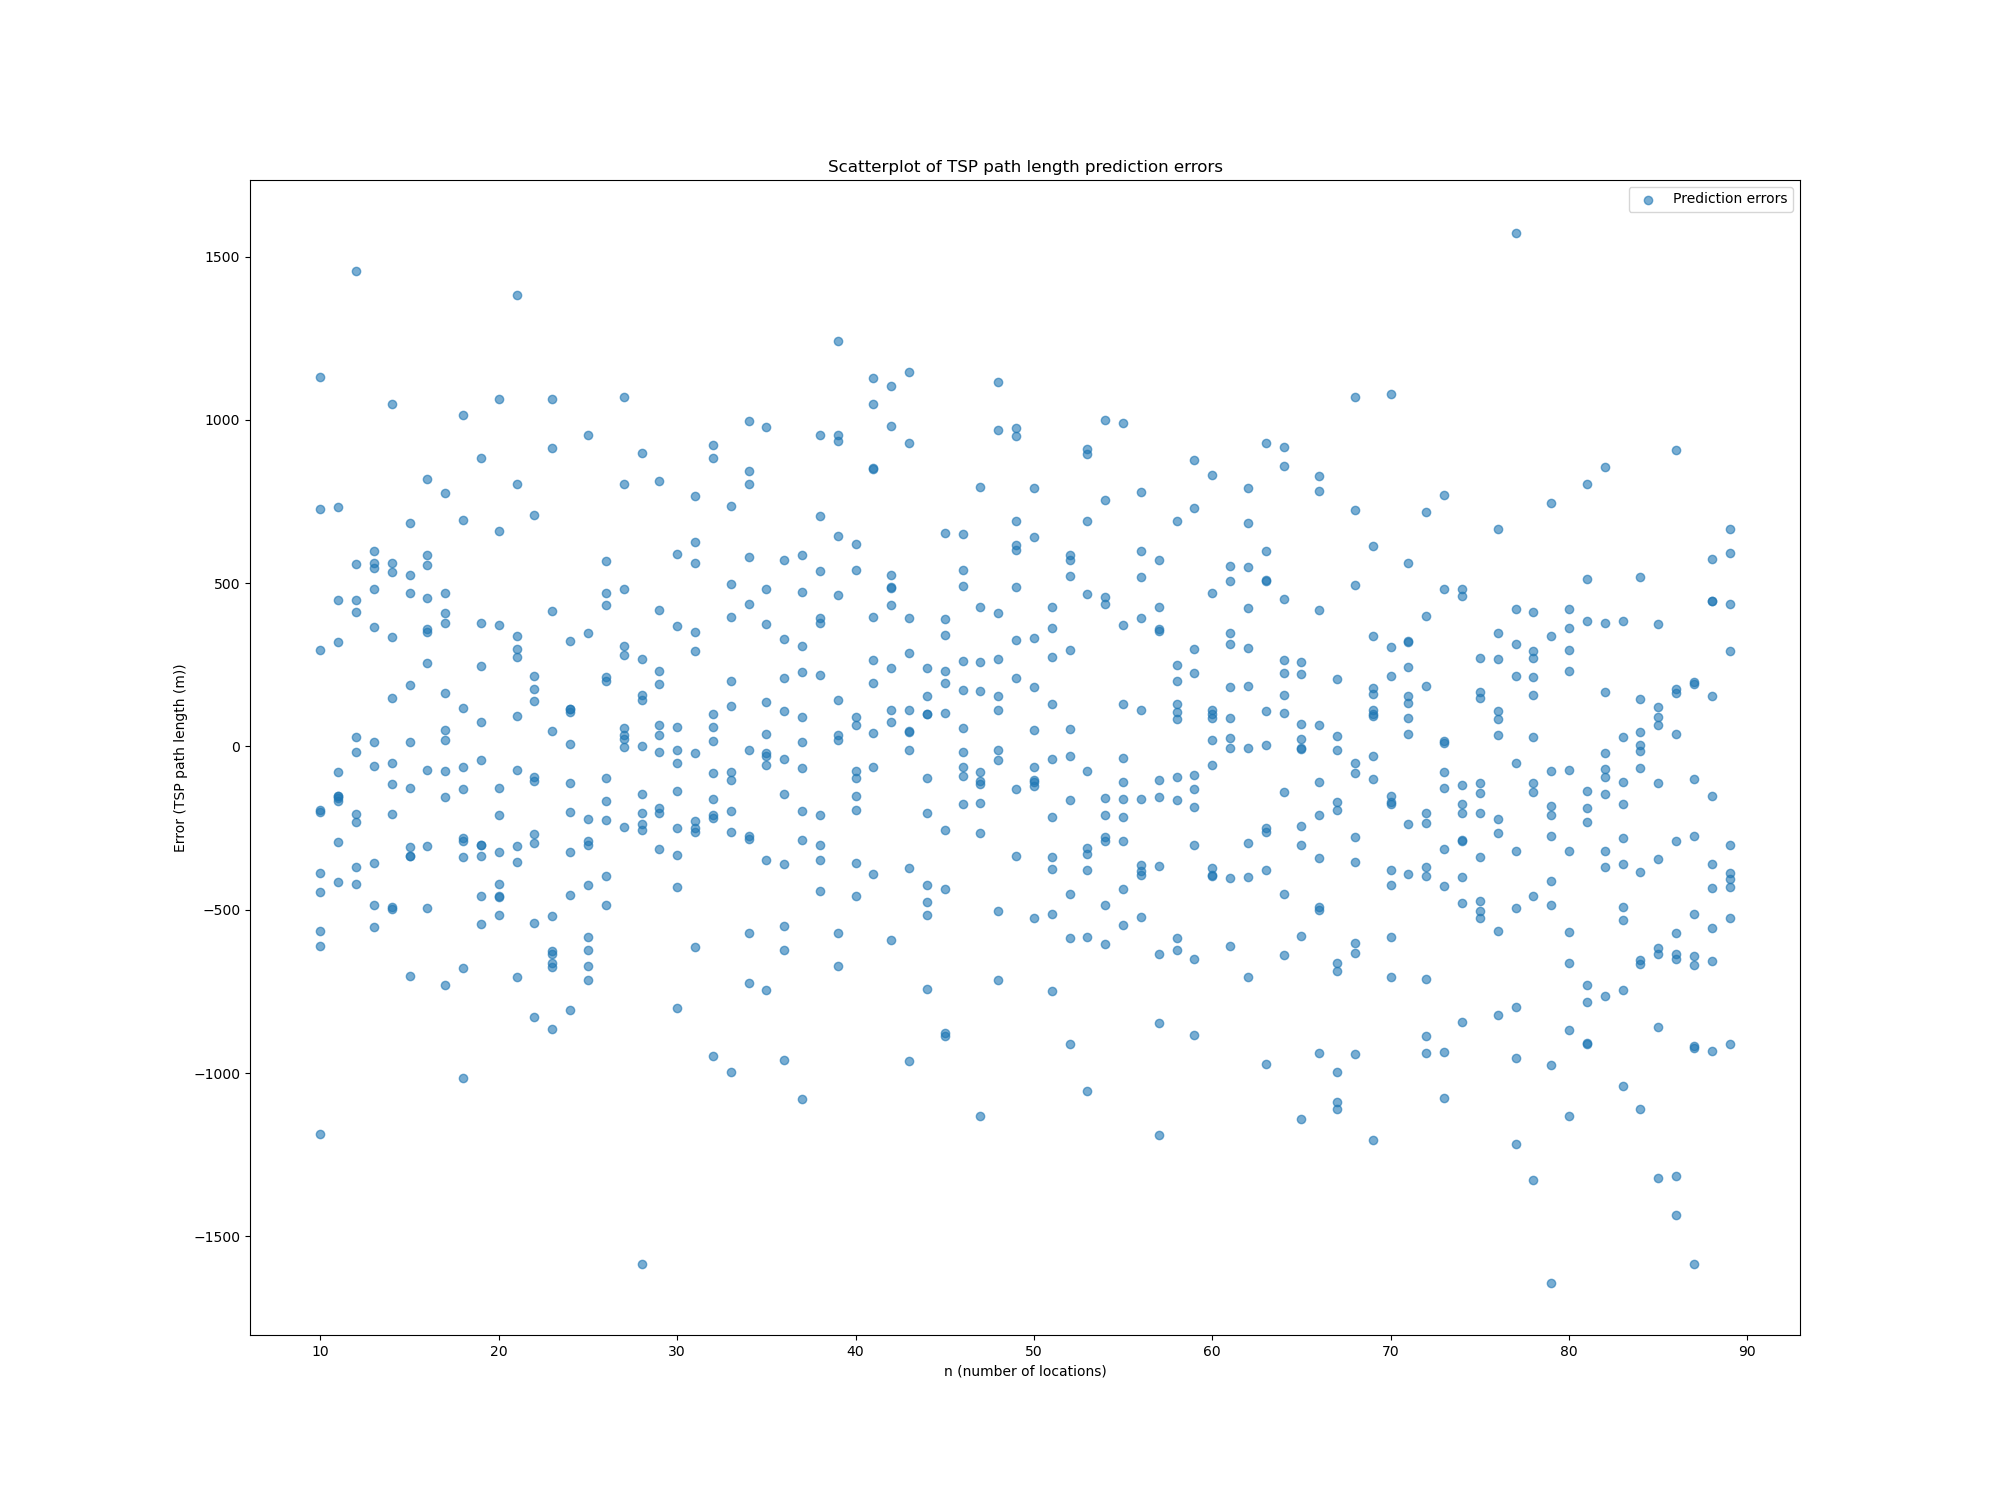 Scatterplot of TSP path length prediction errors
Prediction errors
1500
1000
500
0
−500
−1000
−1500
Error (TSP path length (m))
10 20 30 40 50 60 70 80 90
n (number of locations)